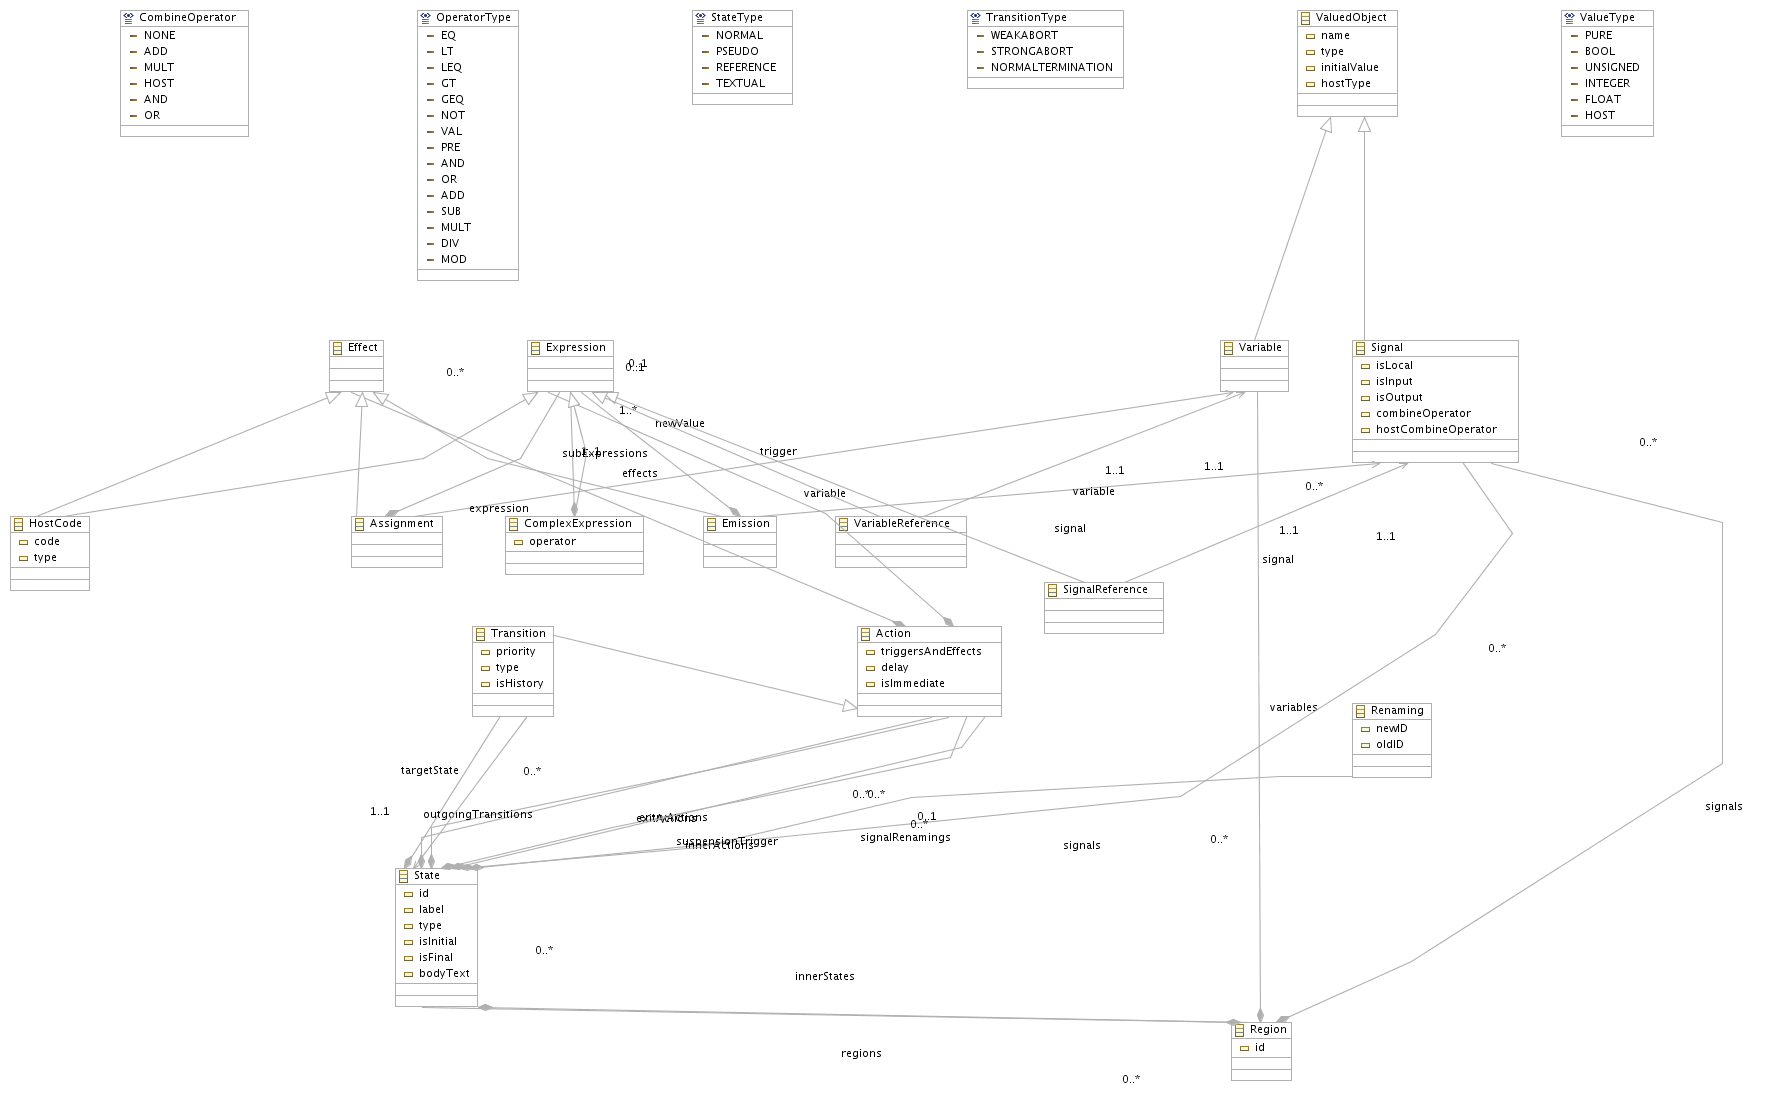 CombineOperator
NONE
ADD
MULT
HOST
AND
OR
OperatorType
EQ
LT
LEQ
GT
GEQ
NOT
VAL
PRE
AND
OR
ADD
SUB
MULT
DIV
MOD
StateType
NORMAL
PSEUDO
REFERENCE
TEXTUAL
TransitionType
WEAKABORT
STRONGABORT
NORMALTERMINATION
ValuedObject
name
type
initialValue
hostType
ValueType
PURE
BOOL
UNSIGNED
INTEGER
FLOAT
HOST
Effect
Expression
Variable
Signal
isLocal
isInput
isOutput
combineOperator
hostCombineOperator
0..*
0..1
0..1
1..*
newValue
trigger
subExpressions
1..1
effects
variable
expression
1..1
1..1
variable
0..*
0..*
signal
1..1
1..1
signal
HostCode
code
type
Assignment
ComplexExpression
operator
Emission
VariableReference
SignalReference
Transition
priority
type
isHistory
Action
triggersAndEffects
delay
isImmediate
0..*
variables
Renaming
newID
oldID
targetState
0..*
1..1
outgoingTransitions
0..*
0..*
entryActions
exitActions
0..1
0..*
suspensionTrigger
innerActions
signalRenamings
signals
0..*
signals
State
id
label
type
isInitial
isFinal
bodyText
0..*
innerStates
Region
id
regions
0..*